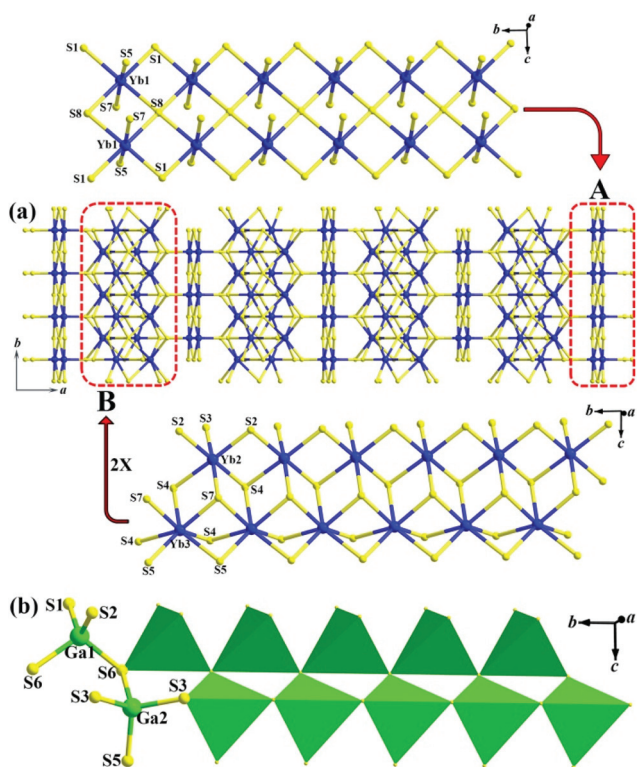 S1 S5 S1 b a
Yb1 c
S7
S8 S7 S8
Yb1
S5
S1 S1
A
(a)
b
a
B
2X
S2 S3 S2 b a
Yb2 c
S4
S7 S7 S4
S4 S4
Yb3
S5 S5
(b)
S1 S2 b a
Ga1 c
S6 S6
S3 S3
Ga2
S5